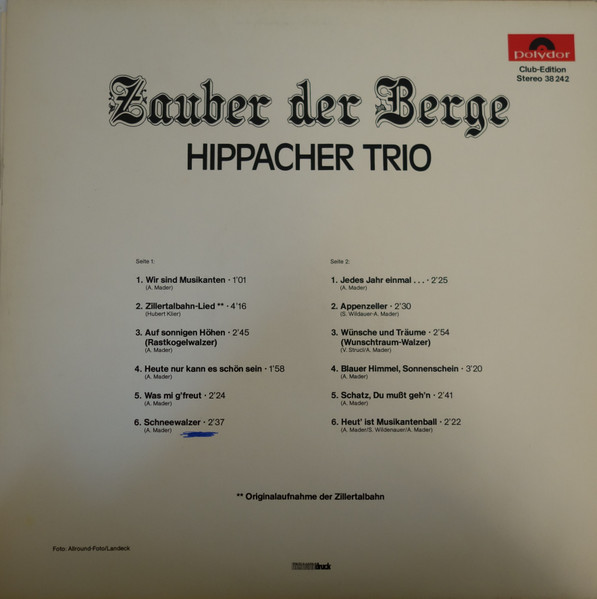 Polydor
Club-Edition
Stereo 38 242
Zauber der Berge
HIPPACHER TRIO
Seite 1:
1. Wir sind Musikanten · 1'01
(A. Mader)
2. Zillertalbahn-Lied ** · 4'16
(Hubert Klier)
3. Auf sonnigen Höhen · 2'45
(Rastkogelwalzer)
(A. Mader)
4. Heute nur kann es schön sein · 1'58
(A. Mader)
5. Was mi g'freut · 2'24
(A. Mader)
6. Schneewalzer · 2'37
(A. Mader)
Seite 2:
1. Jedes Jahr einmal . . . · 2'25
(A. Mader)
2. Appenzeller · 2'30
(S. Wildauer-A. Mader)
3. Wünsche und Träume · 2'54
(Wunschtraum-Walzer)
(V. Strucl/A. Mader)
4. Blauer Himmel, Sonnenschein · 3'20
(A. Mader)
5. Schatz, Du mußt geh'n · 2'41
(A. Mader)
6. Heut' ist Musikantenball · 2'22
(A. Mader/S. Wildenauer/A. Mader)
** Originalaufnahme der Zillertalbahn
Foto: Allround-Foto/Landeck
druck